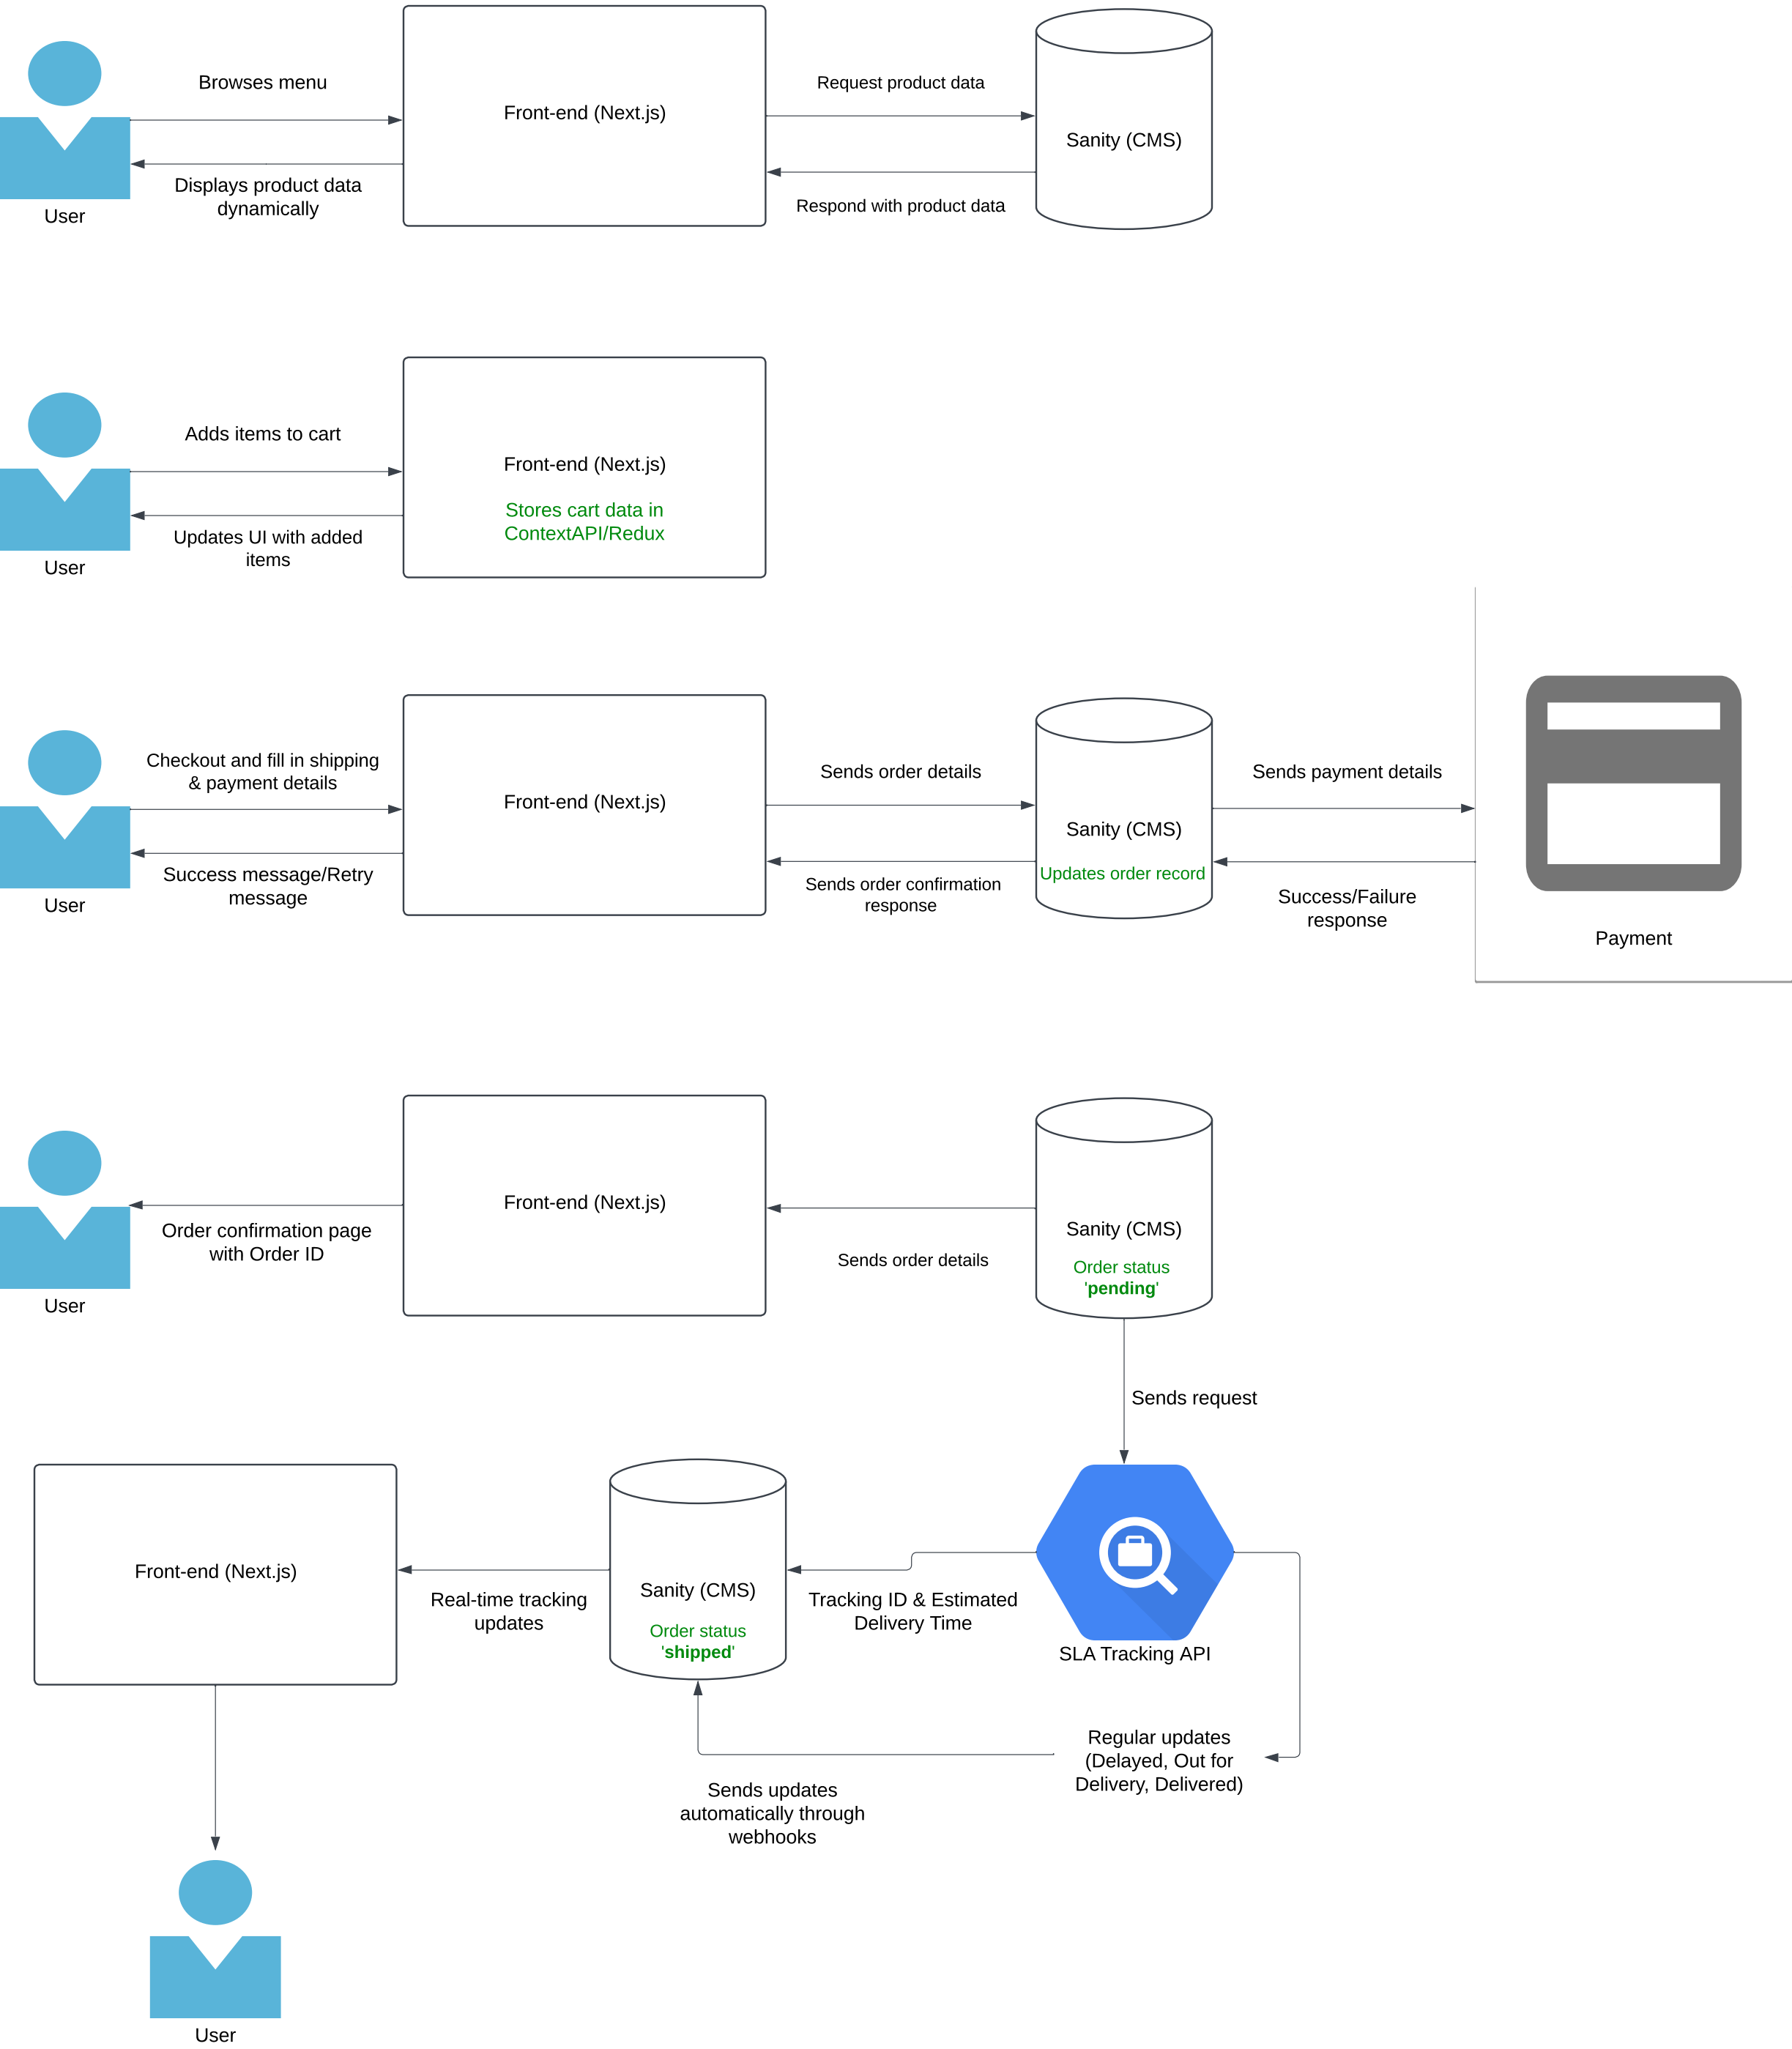 Browses menu
Displays product data
dynamically
User
Front-end (Next.js)
Request product data
Respond with product data
Sanity (CMS)
Adds items to cart
Updates UI with added
items
User
Front-end (Next.js)
Stores cart data in
ContextAPI/Redux
Checkout and fill in shipping
& payment details
Success message/Retry
message
User
Front-end (Next.js)
Sends order details
Sends order confirmation
response
Sanity (CMS)
Updates order record
Sends payment details
Success/Failure
response
Payment
Order confirmation page
with Order ID
User
Front-end (Next.js)
Sends order details
Sanity (CMS)
Order status
'pending'
Sends request
Front-end (Next.js)
Real-time tracking
updates
Sanity (CMS)
Order status
'shipped'
Tracking ID & Estimated
Delivery Time
SLA Tracking API
Regular updates
(Delayed, Out for
Delivery, Delivered)
Sends updates
automatically through
webhooks
User